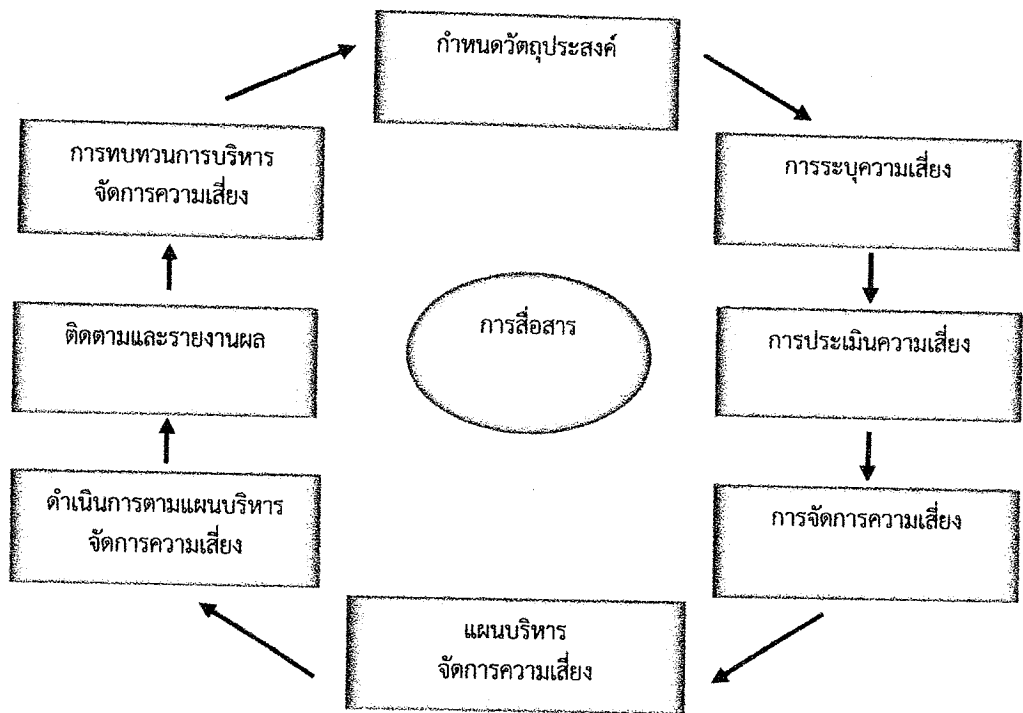 กำหนดวัตถุประสงค์
การระบุความเสี่ยง
การประเมินความเสี่ยง
การจัดการความเสี่ยง
แผนบริหาร
จัดการความเสี่ยง
ดำเนินการตามแผนบริหาร
จัดการความเสี่ยง
ติดตามและรายงานผล
การทบทวนการบริหาร
จัดการความเสี่ยง
การสื่อสาร